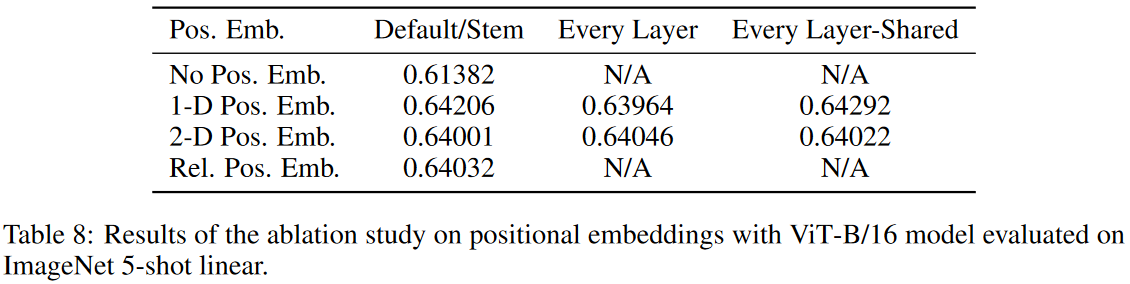 Pos. Emb. Default/Stem Every Layer Every Layer-Shared
No Pos. Emb. 0.61382 N/A N/A
1-D Pos. Emb. 0.64206 0.63964 0.64292
2-D Pos. Emb. 0.64001 0.64046 0.64022
Rel. Pos. Emb. 0.64032 N/A N/A
Table 8: Results of the ablation study on positional embeddings with ViT-B/16 model evaluated on
ImageNet 5-shot linear.